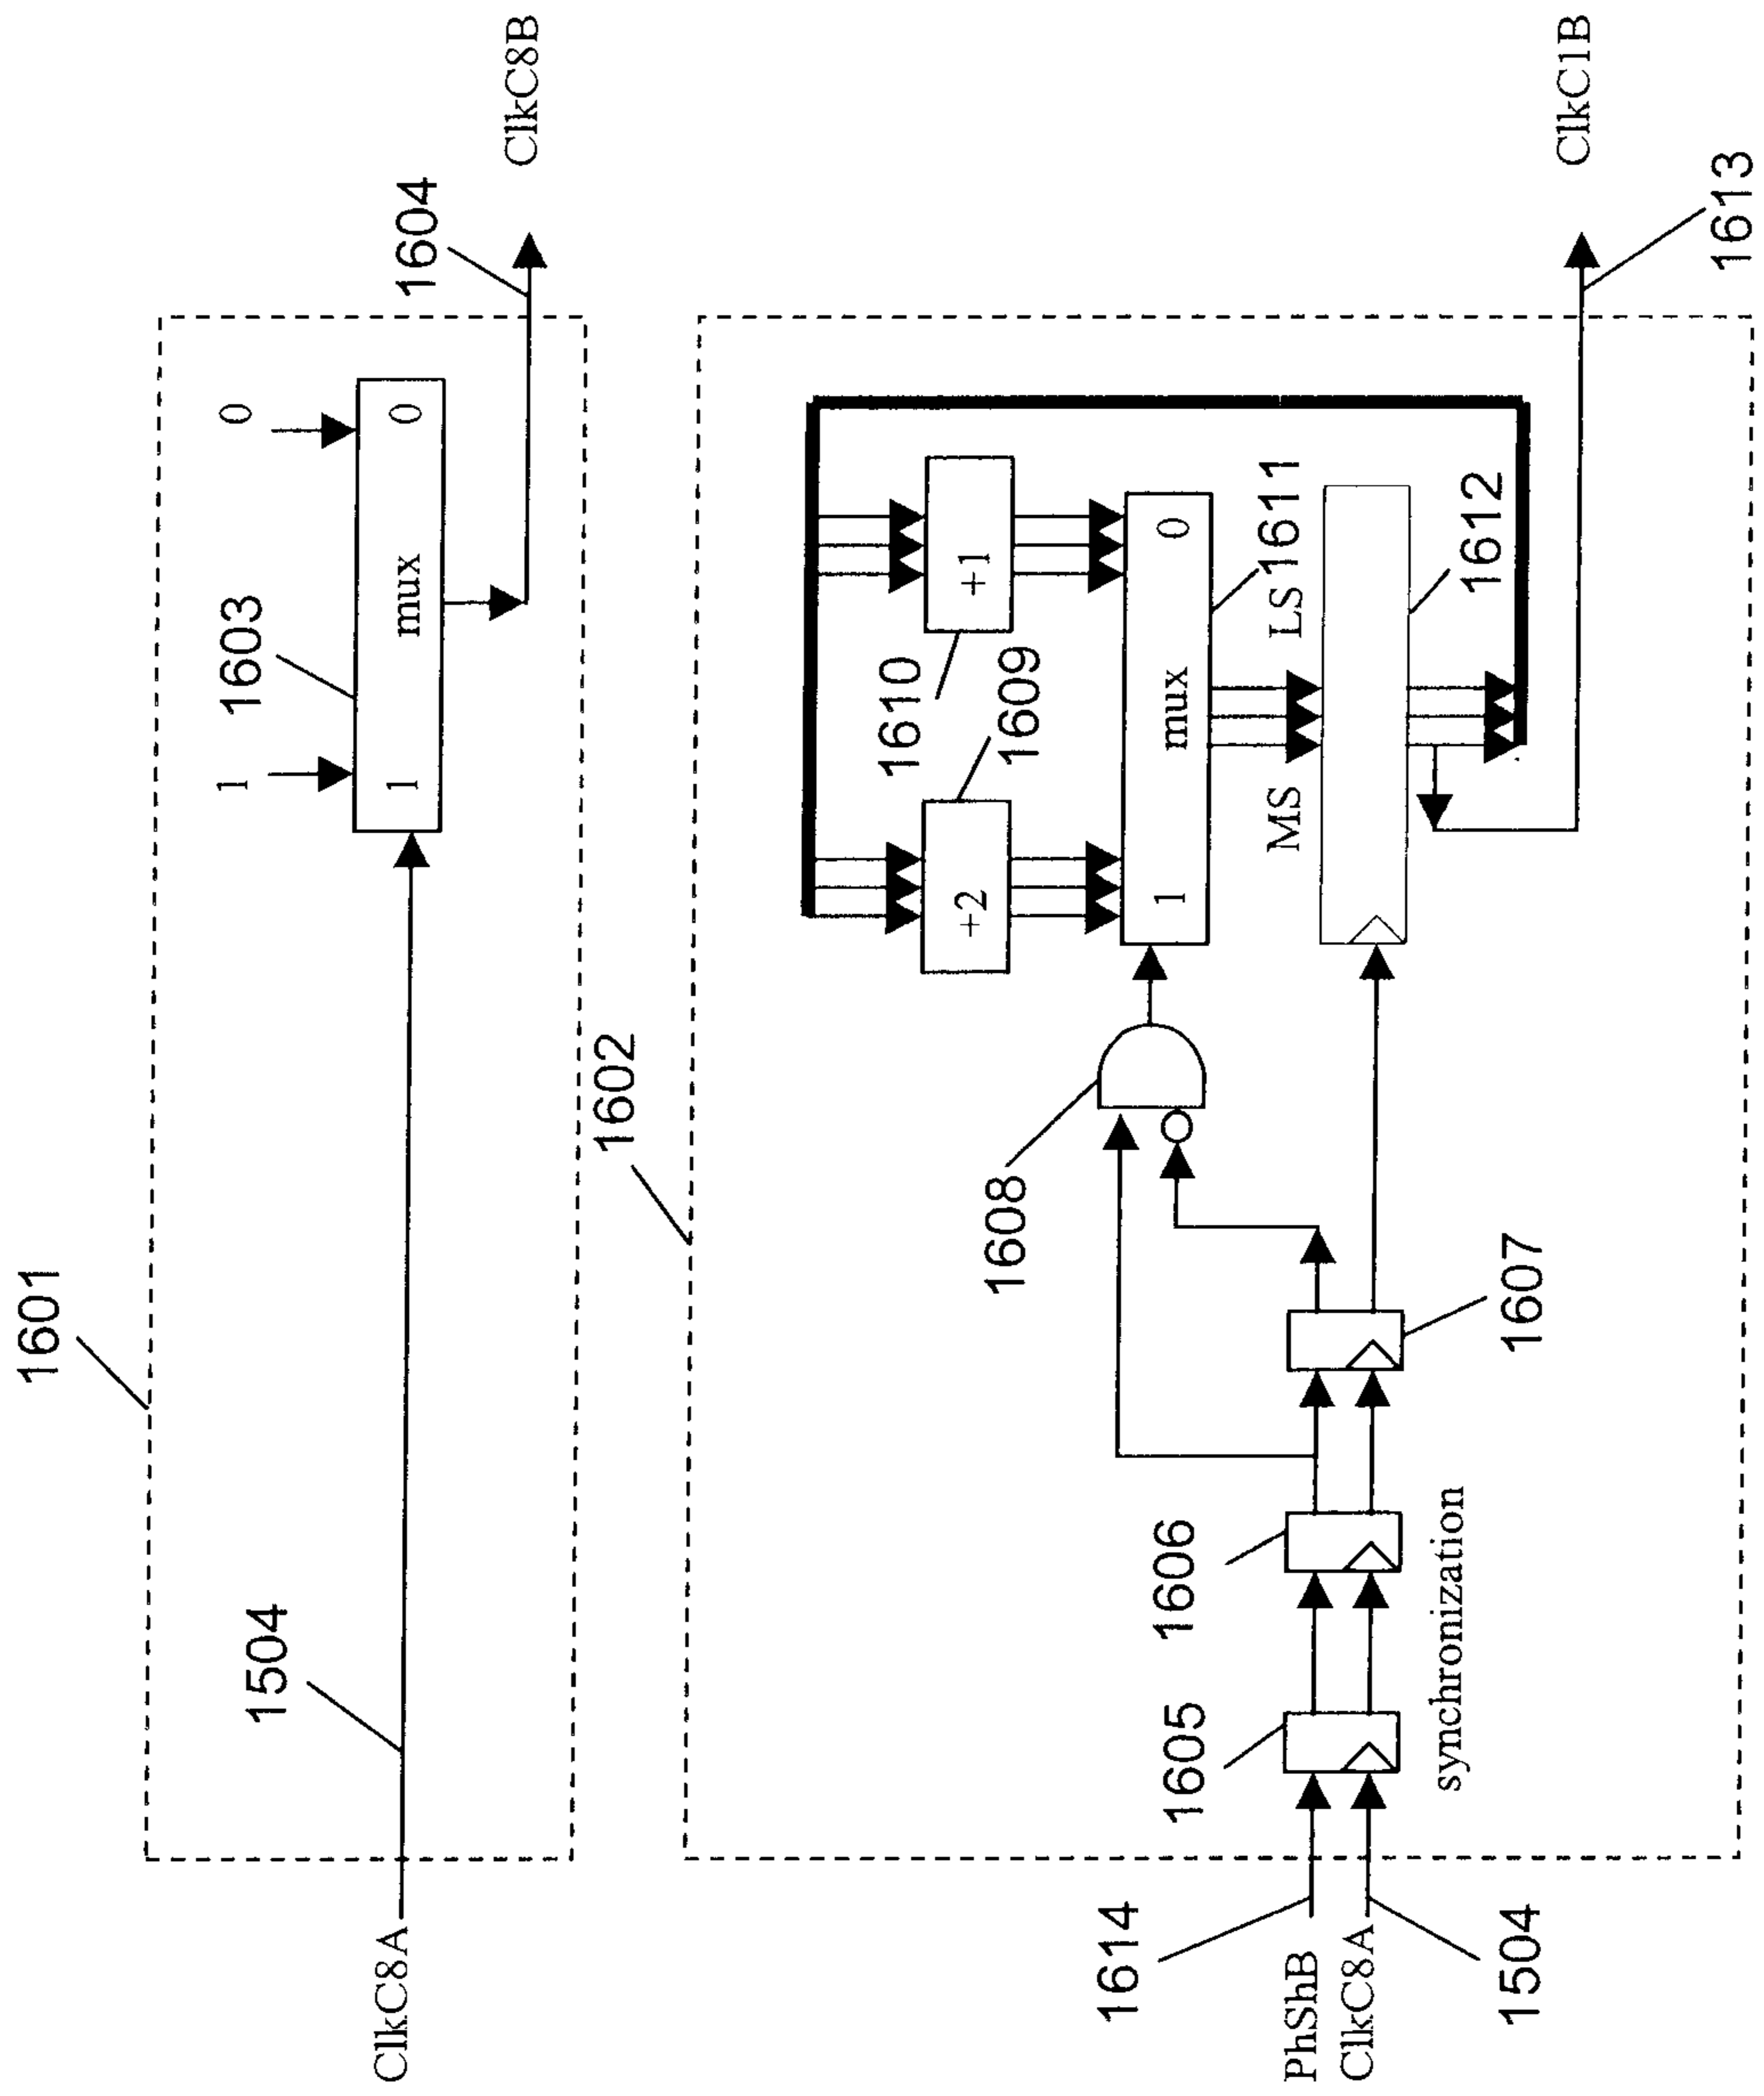 1601
1504
ClkC8A
1603
1
0
1
mux
0
1604
ClkC8B
1602
1614
PhShB
ClkC8A
1504
1605
1606
synchronization
1607
1608
+2
1609
+1
1610
1
mux
0
1611
MS
LS
1612
ClkC1B
1613